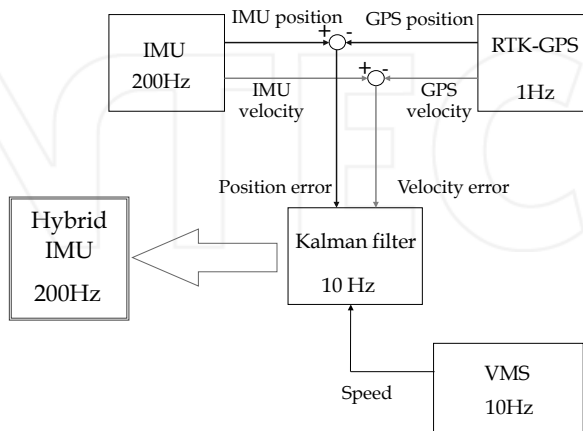 IMU position
GPS position
+
-
IMU
200Hz
RTK-GPS
1Hz
+
-
IMU
velocity
GPS
velocity
Position error
Velocity error
Hybrid
IMU
200Hz
Kalman filter
10 Hz
Speed
VMS
10Hz